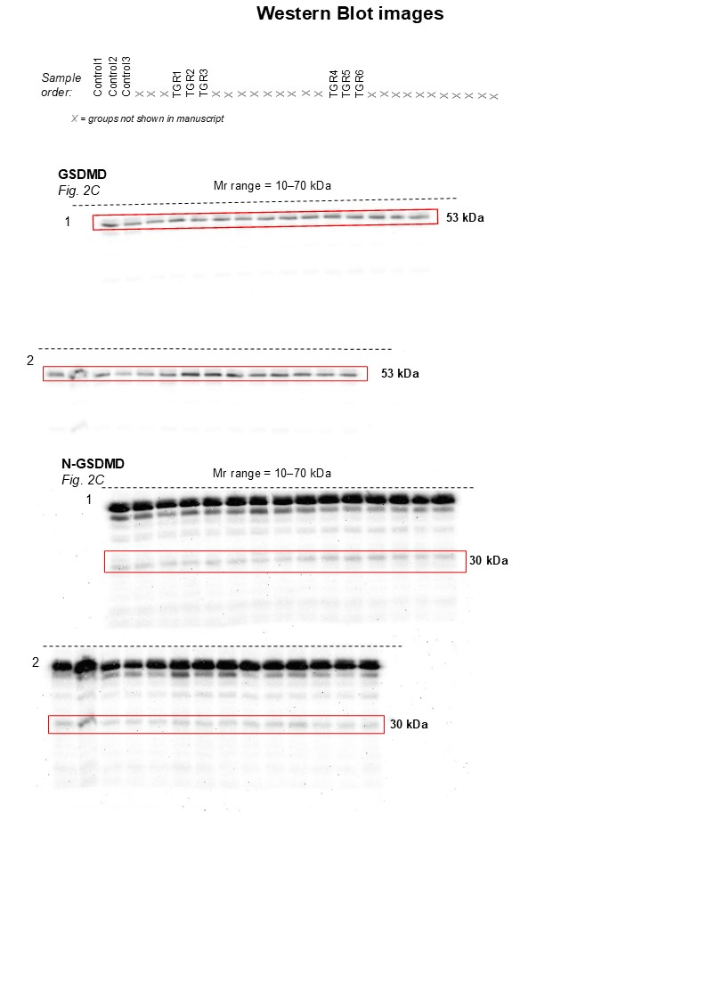 Western Blot images
Sample order: Control1 Control2 Control3 X X X TGR1 TGR2 TGR3 X X X X X X X X X TGR4 TGR5 TGR6 X X X X X X X X X X X
X = groups not shown in manuscript
GSDMD
Fig. 2C
Mr range = 10–70 kDa
1
53 kDa
2
53 kDa
N-GSDMD
Fig. 2C
Mr range = 10–70 kDa
1
30 kDa
2
30 kDa